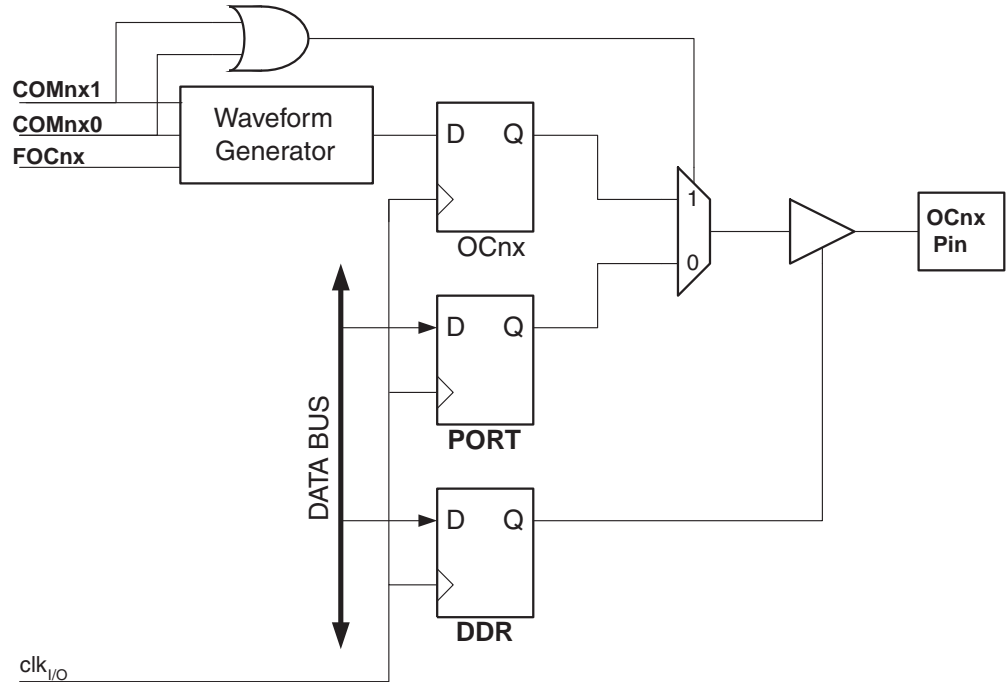 COMnx1
COMnx0
FOCnx
Waveform
Generator
D Q
OCnx
1
0
OCnx
Pin
D Q
PORT
DATA BUS
D Q
DDR
clkI/O